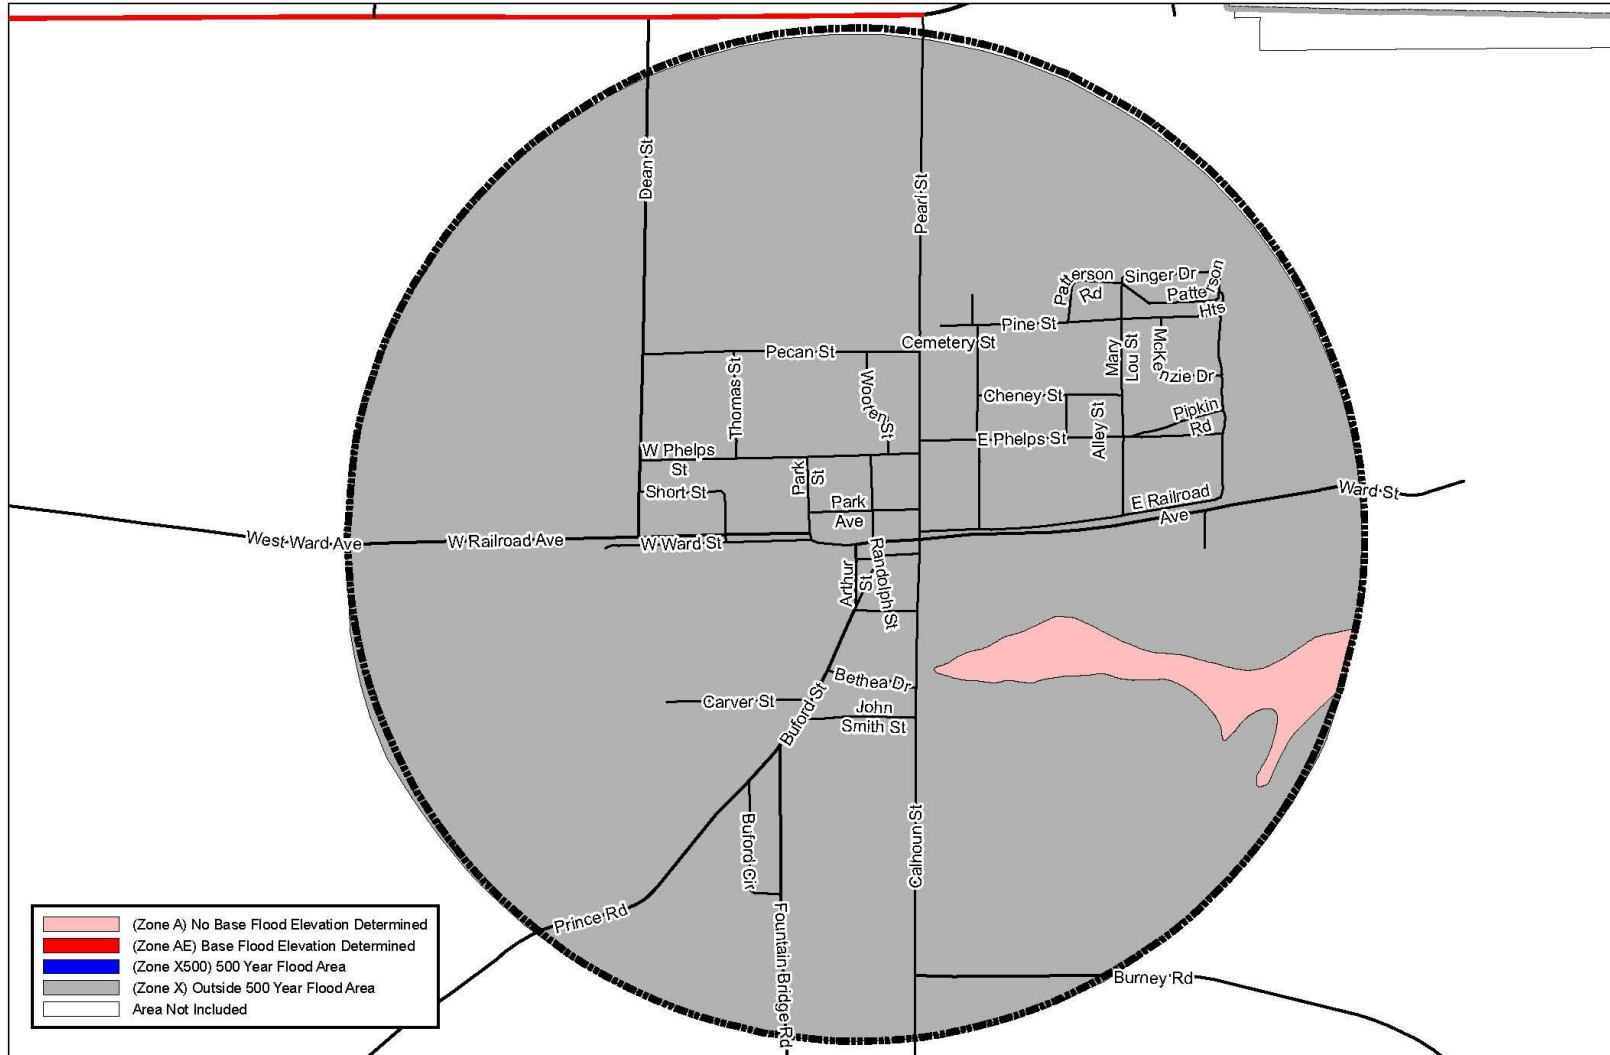 Dean St
Pearl St
Patterson
Rd
Singer Dr
Patterson
Hts
Pine St
Cemetery St
Pecan St
Mary
Lou St
McKenzie Dr
Thomas St
Wooten St
Cheney St
Alley St
Pipkin
Rd
E Phelps St
W Phelps
St
Short St
Park
St
Park
Ave
E Railroad
Ave
Ward St
West Ward Ave
W Railroad Ave
W Ward St
Arthur
St
Randolph St
Bethea Dr
Carver St
Buford St
John
Smith St
Buford Cir
Calhoun St
Prince Rd
Fountain Bridge Rd
Burney Rd
(Zone A) No Base Flood Elevation Determined
(Zone AE) Base Flood Elevation Determined
(Zone X500) 500 Year Flood Area
(Zone X) Outside 500 Year Flood Area
Area Not Included